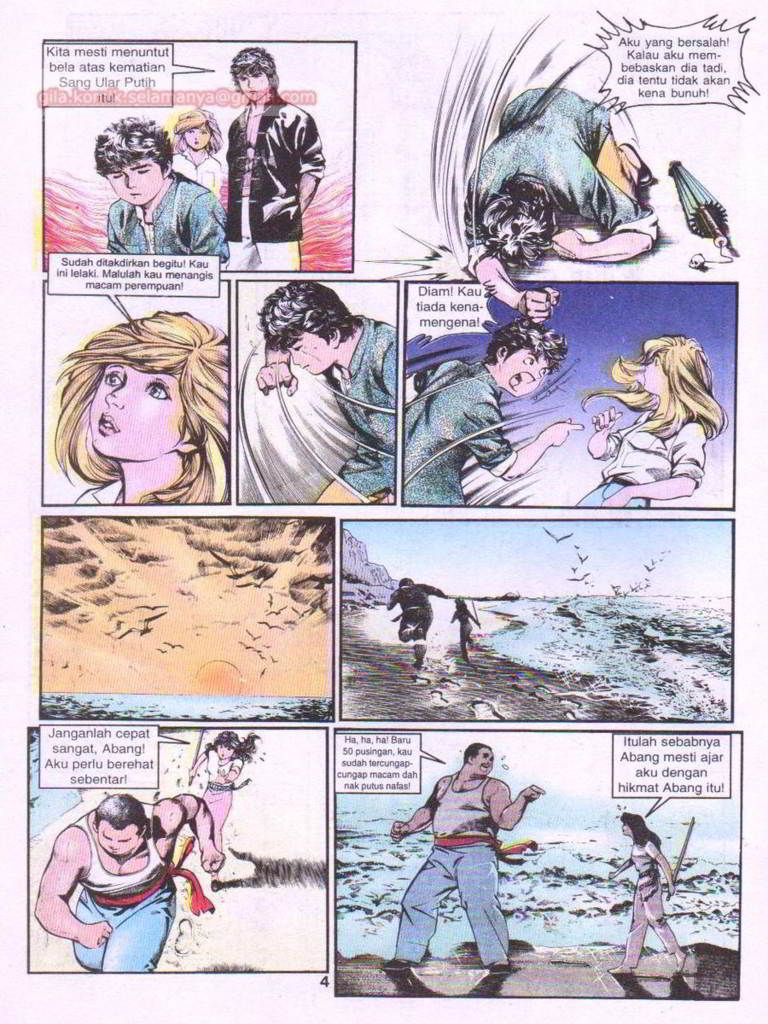 Kita mesti menuntut
bela atas kematian
Sang Ular Putih
itu!
gila.komik.selamanya@gmail.com
Aku yang bersalah!
Kalau aku mem-
bebaskan dia tadi,
dia tentu tidak akan
kena bunuh!
Sudah ditakdirkan begitu! Kau
ini lelaki. Malulah kau menangis
macam perempuan!
Diam! Kau
tiada kena-
mengena!
Janganlah cepat
sangat, Abang!
Aku perlu berehat
sebentar!
Ha, ha, ha! Baru
50 pusingan, kau
sudah tercungap-
cungap macam dah
nak putus nafas!
Itulah sebabnya
Abang mesti ajar
aku dengan
hikmat Abang itu!
4